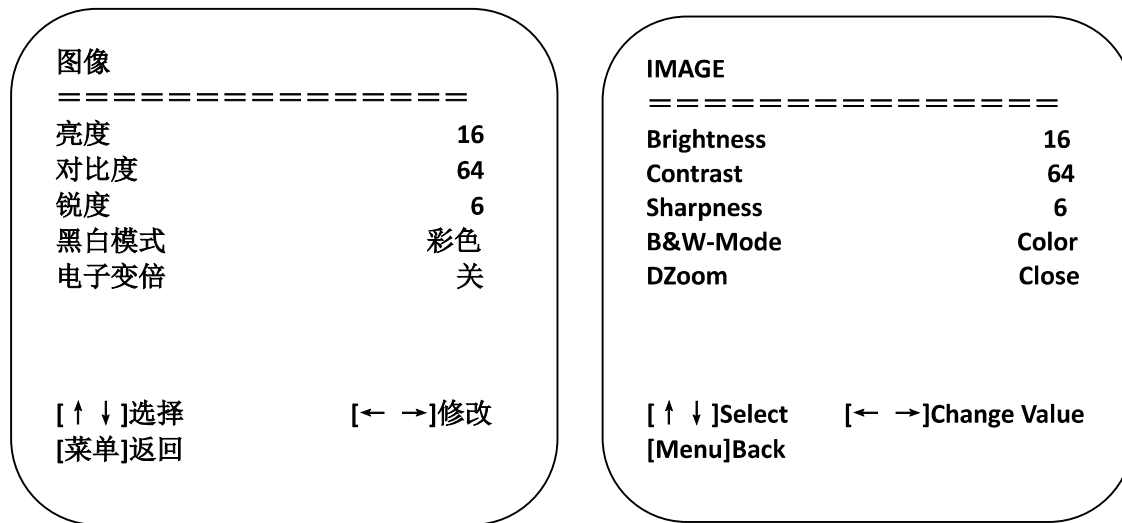 图像
===============
亮度 16
对比度 64
锐度 6
黑白模式 彩色
电子变倍 关
[↑ ↓]选择 [← →]修改
[菜单]返回
IMAGE
===============
Brightness 16
Contrast 64
Sharpness 6
B&W-Mode Color
DZoom Close
[↑ ↓]Select [← →]Change Value
[Menu]Back